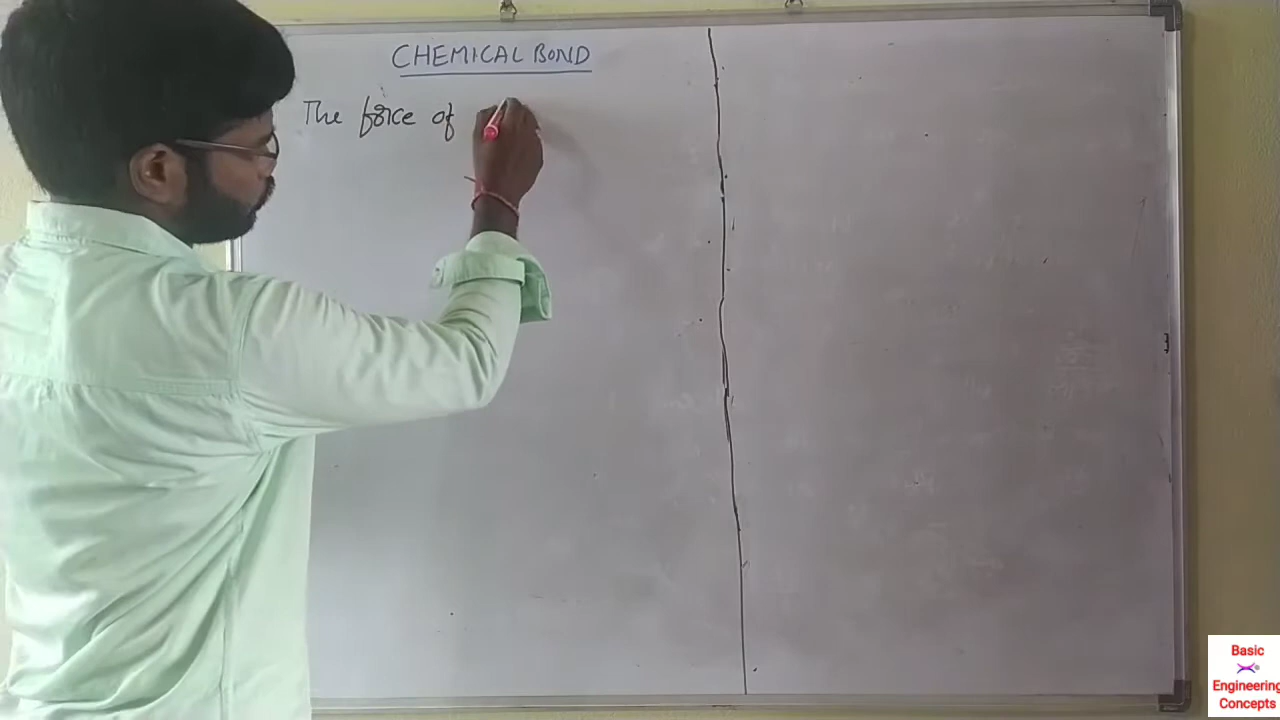 CHEMICAL BOND
The force of
Basic
Engineering
Concepts